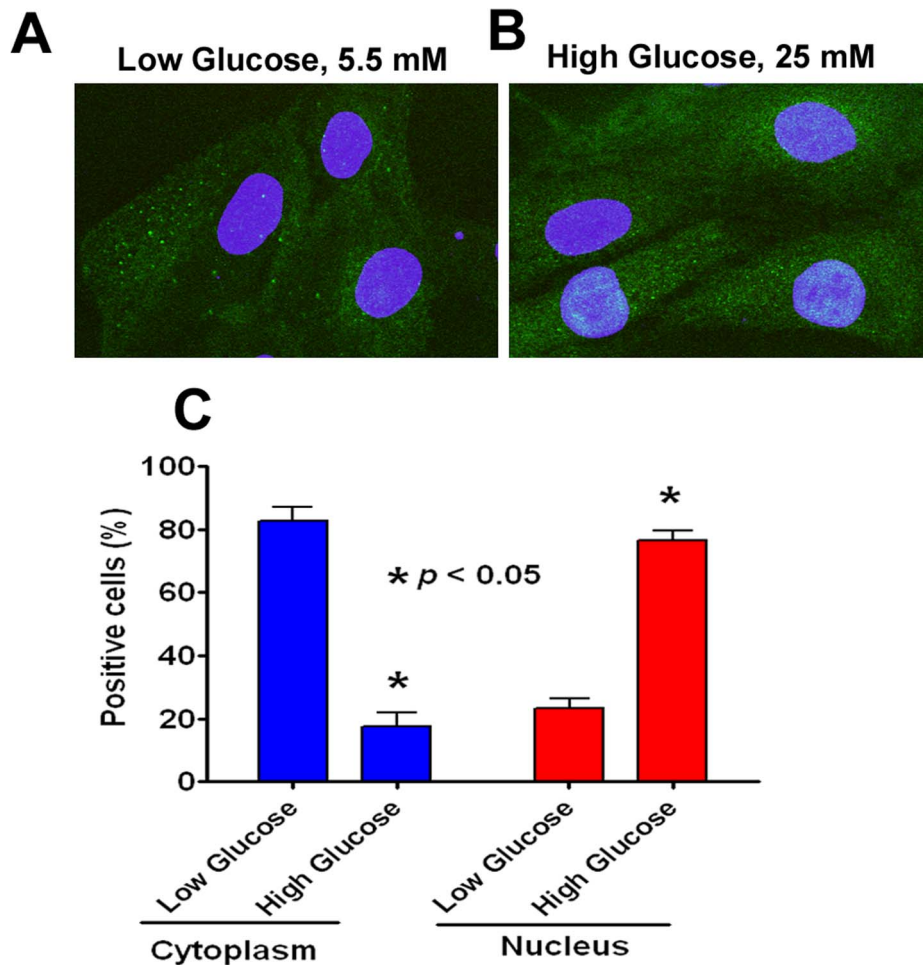 A
Low Glucose, 5.5 mM
B
High Glucose, 25 mM
C
Positive cells (%)
100
80
60
40
20
0
*
*
* p < 0.05
Low Glucose
High Glucose
Low Glucose
High Glucose
Cytoplasm
Nucleus